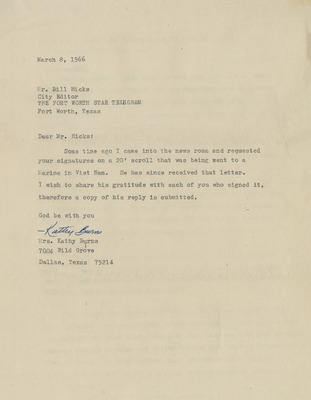 March 8, 1966
Mr. Bill Hicks
City Editor
THE FORT WORTH STAR TELEGRAM
Fort Worth, Texas
Dear Mr. Hicks:
Some time ago I came into the news room and requested
your signatures on a 20' scroll that was being sent to a
Marine in Viet Nam. He has since received that letter.
I wish to share his gratitude with each of you who signed it,
therefore a copy of his reply is submitted.
God be with you
Kathy Burns
Mrs. Kathy Burns
7004 Wild Grove
Dallas, Texas 75214